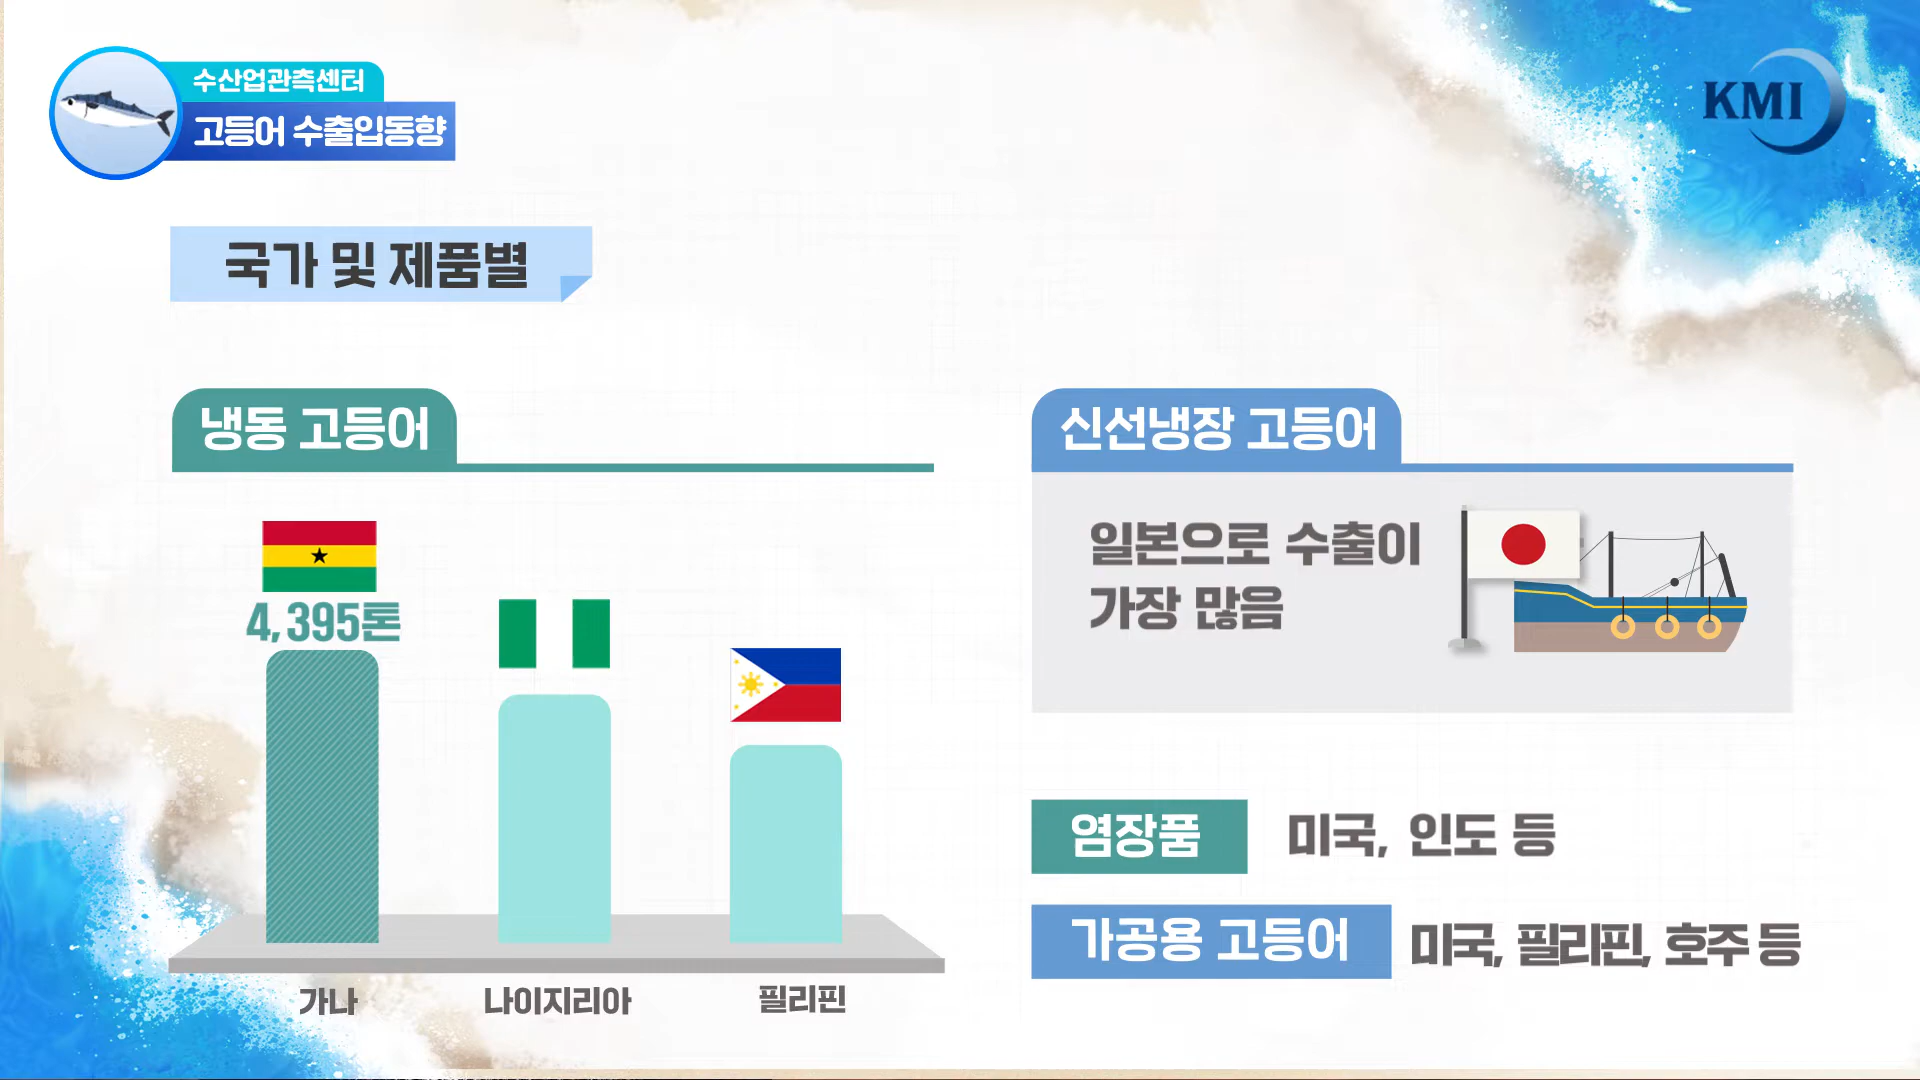 수산업관측센터
고등어 수출입동향
KMI
국가 및 제품별
냉동 고등어
4,395톤
가나
나이지리아
필리핀
신선냉장 고등어
일본으로 수출이
가장 많음
염장품
미국, 인도 등
가공용 고등어
미국, 필리핀, 호주 등